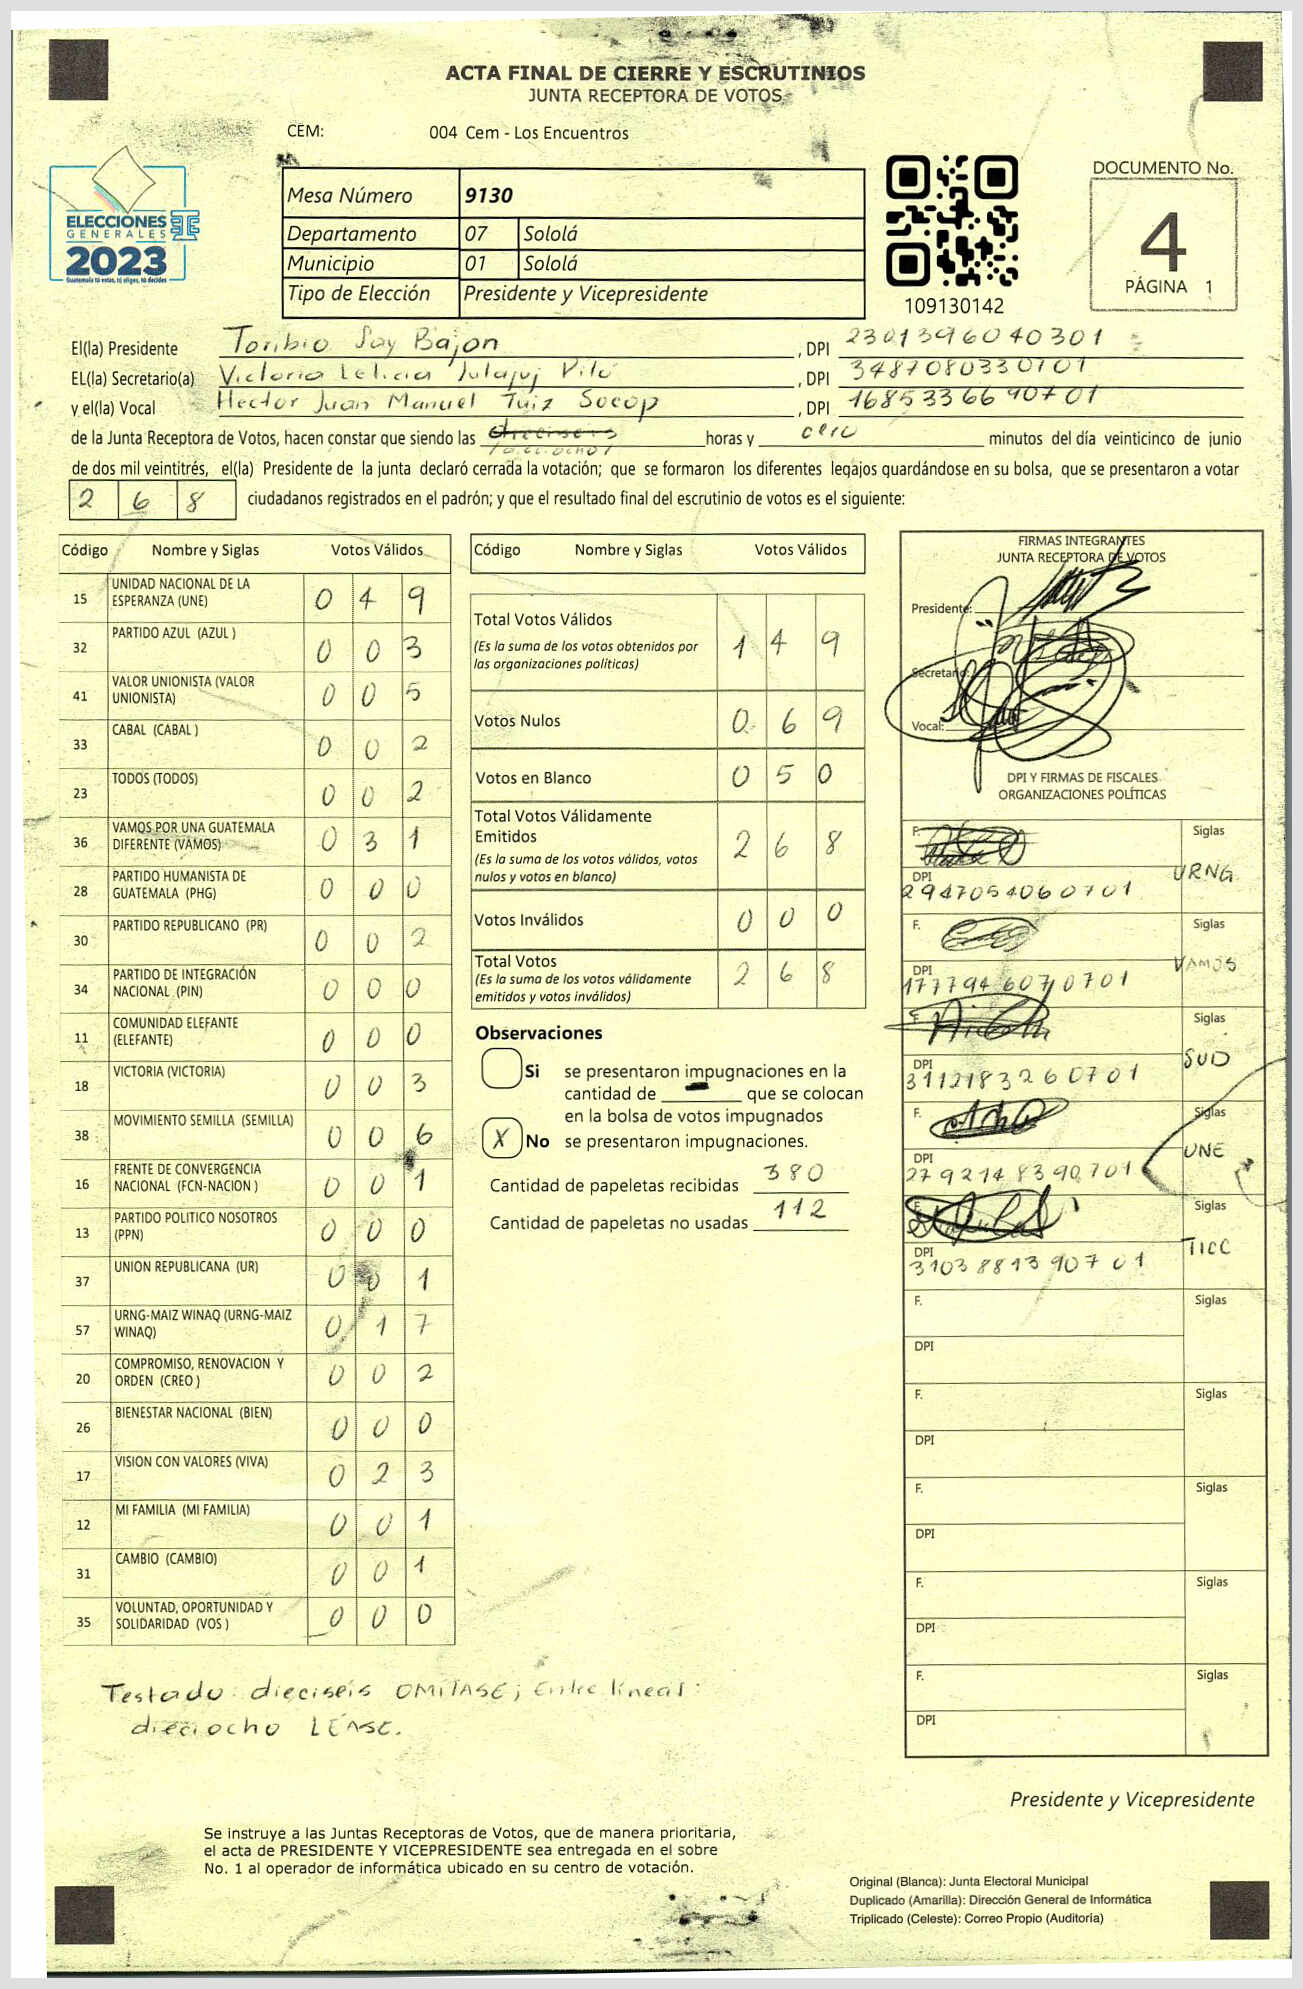 ACTA FINAL DE CIERRE Y ESCRUTINIOS
JUNTA RECEPTORA DE VOTOS
CEM: 004 Cem - Los Encuentros
ELECCIONES
GENERALES
2023
Guatemala tú votas, tú eliges, tú decides
Mesa Número 9130
Departamento 07 Sololá
Municipio 01 Sololá
Tipo de Elección Presidente y Vicepresidente
109130142
DOCUMENTO No.
4
PÁGINA 1
El(la) Presidente Toribio Say Bajon , DPI 2301396040301
EL(la) Secretario(a) Victoria Leticia Julajuj Piló , DPI 3487080330701
y el(la) Vocal Hector Juan Manuel Tuiz Socop , DPI 1685336690701
de la Junta Receptora de Votos, hacen constar que siendo las dieciseis horas y cero minutos del día veinticinco de junio
dieciocho
de dos mil veintitrés, el(la) Presidente de la junta declaró cerrada la votación; que se formaron los diferentes legajos guardándose en su bolsa, que se presentaron a votar
2 6 8 ciudadanos registrados en el padrón; y que el resultado final del escrutinio de votos es el siguiente:
Código Nombre y Siglas Votos Válidos
15 UNIDAD NACIONAL DE LA ESPERANZA (UNE) 0 4 9
32 PARTIDO AZUL (AZUL ) 0 0 3
41 VALOR UNIONISTA (VALOR UNIONISTA) 0 0 5
33 CABAL (CABAL ) 0 0 2
23 TODOS (TODOS) 0 0 2
36 VAMOS POR UNA GUATEMALA DIFERENTE (VAMOS) 0 3 1
28 PARTIDO HUMANISTA DE GUATEMALA (PHG) 0 0 0
30 PARTIDO REPUBLICANO (PR) 0 0 2
34 PARTIDO DE INTEGRACIÓN NACIONAL (PIN) 0 0 0
11 COMUNIDAD ELEFANTE (ELEFANTE) 0 0 0
18 VICTORIA (VICTORIA) 0 0 3
38 MOVIMIENTO SEMILLA (SEMILLA) 0 0 6
16 FRENTE DE CONVERGENCIA NACIONAL (FCN-NACION ) 0 0 1
13 PARTIDO POLITICO NOSOTROS (PPN) 0 0 0
37 UNION REPUBLICANA (UR) 0 0 1
57 URNG-MAIZ WINAQ (URNG-MAIZ WINAQ) 0 1 7
20 COMPROMISO, RENOVACION Y ORDEN (CREO ) 0 0 2
26 BIENESTAR NACIONAL (BIEN) 0 0 0
17 VISION CON VALORES (VIVA) 0 2 3
12 MI FAMILIA (MI FAMILIA) 0 0 1
31 CAMBIO (CAMBIO) 0 0 1
35 VOLUNTAD, OPORTUNIDAD Y SOLIDARIDAD (VOS ) 0 0 0
Código Nombre y Siglas Votos Válidos
Total Votos Válidos 1 4 9
(Es la suma de los votos obtenidos por
las organizaciones políticas)
Votos Nulos 0 6 9
Votos en Blanco 0 5 0
Total Votos Válidamente
Emitidos 2 6 8
(Es la suma de los votos válidos, votos
nulos y votos en blanco)
Votos Inválidos 0 0 0
Total Votos 2 6 8
(Es la suma de los votos válidamente
emitidos y votos inválidos)
Observaciones
Si se presentaron impugnaciones en la
cantidad de que se colocan
en la bolsa de votos impugnados
X No se presentaron impugnaciones.
Cantidad de papeletas recibidas 380
Cantidad de papeletas no usadas 112
FIRMAS INTEGRANTES
JUNTA RECEPTORA DE VOTOS
Presidente:
Secretario:
Vocal:
DPI Y FIRMAS DE FISCALES
ORGANIZACIONES POLÍTICAS
F. Siglas
DPI URNG
2947054060701
F. Siglas
DPI VAMOS
1777946070701
F. Siglas
DPI SUD
3112183260701
F. Siglas
DPI UNE
2792148390701
F. Siglas
DPI TICC
3103881390701
F. Siglas
DPI
F. Siglas
DPI
F. Siglas
DPI
F. Siglas
DPI
F. Siglas
DPI
Testado: dieciseis OMITASE; Entre lineas:
dieciocho LEASE.
Presidente y Vicepresidente
Se instruye a las Juntas Receptoras de Votos, que de manera prioritaria,
el acta de PRESIDENTE Y VICEPRESIDENTE sea entregada en el sobre
No. 1 al operador de informática ubicado en su centro de votación.
Original (Blanca): Junta Electoral Municipal
Duplicado (Amarilla): Dirección General de Informática
Triplicado (Celeste): Correo Propio (Auditoría)